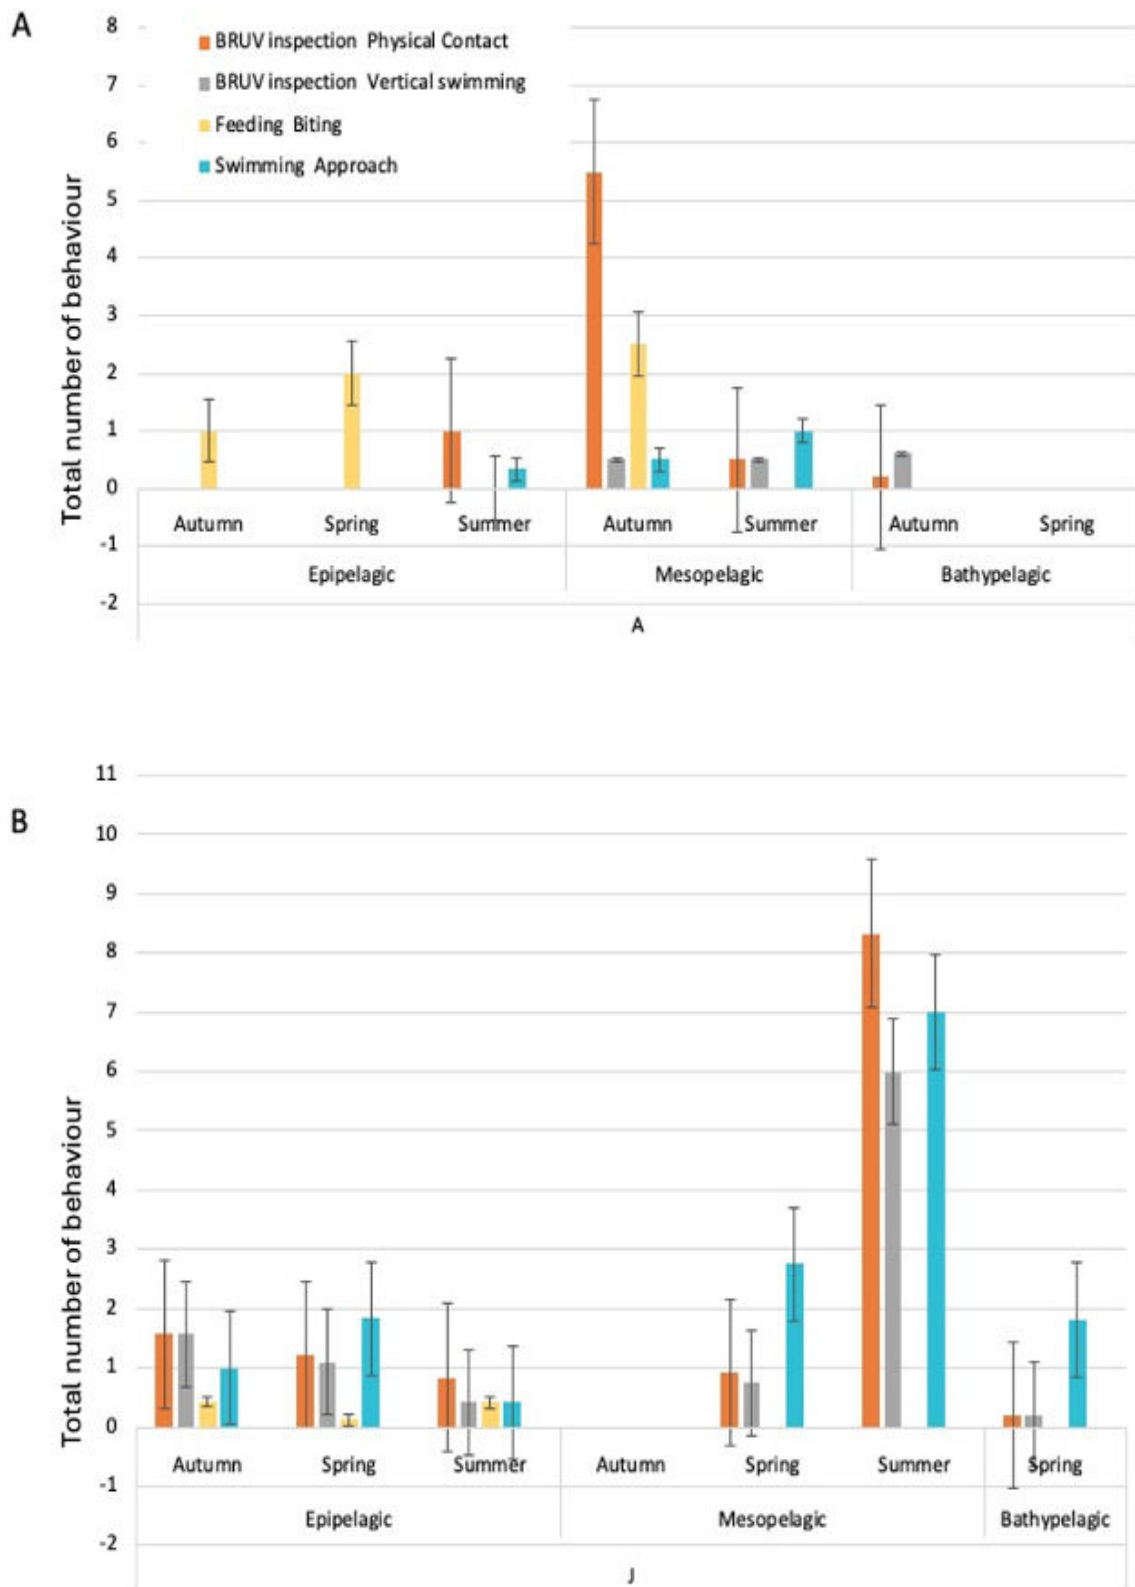 A
8
BRUV inspection Physical Contact
7
BRUV inspection Vertical swimming
6
Feeding Biting
5
Swimming Approach
4
3
2
1
0
-1
-2
Total number of behaviour
Autumn Spring Summer Autumn Summer Autumn Spring
Epipelagic Mesopelagic Bathypelagic
A
B
11
10
9
8
7
6
5
4
3
2
1
0
-1
-2
Total number of behaviour
Autumn Spring Summer Autumn Spring Summer Spring
Epipelagic Mesopelagic Bathypelagic
J